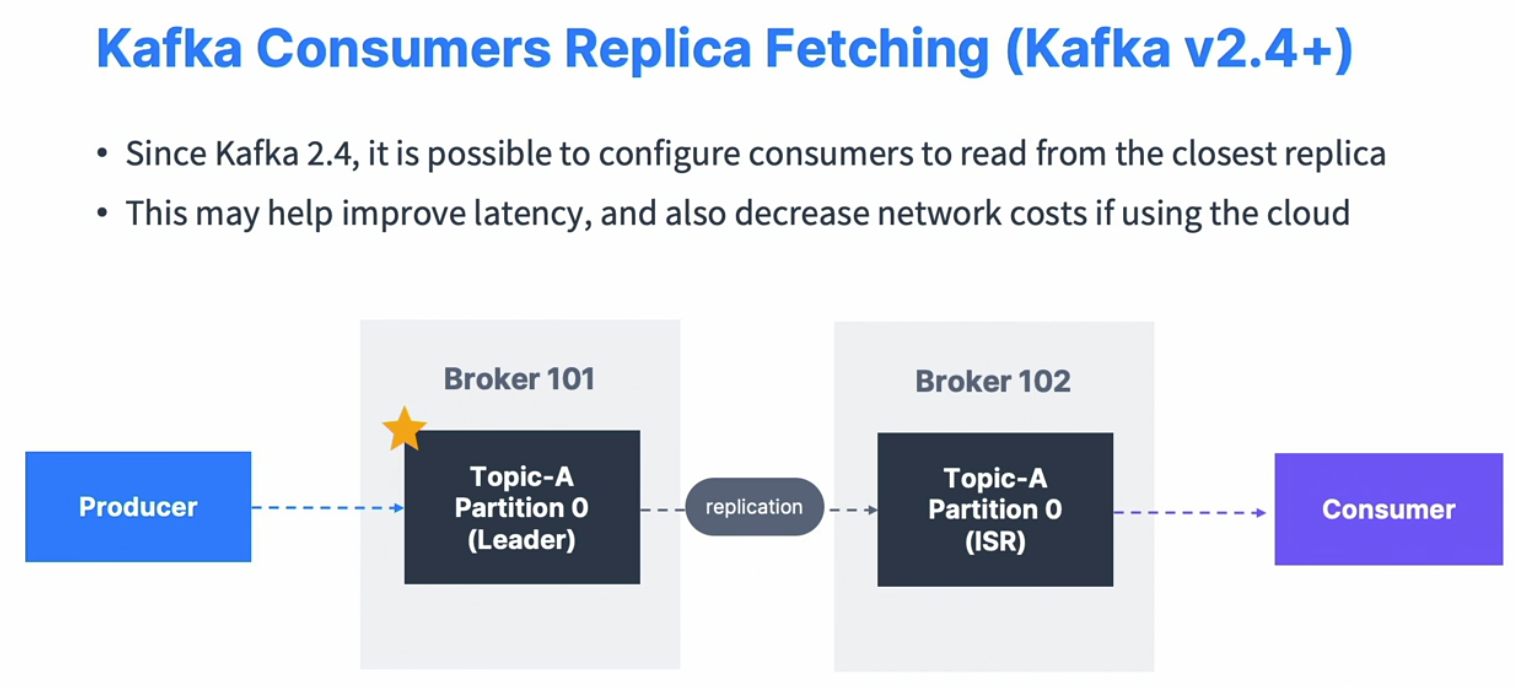 Kafka Consumers Replica Fetching (Kafka v2.4+)
• Since Kafka 2.4, it is possible to configure consumers to read from the closest replica
• This may help improve latency, and also decrease network costs if using the cloud
Broker 101
Broker 102
Producer
Topic-A
Partition 0
(Leader)
replication
Topic-A
Partition 0
(ISR)
Consumer